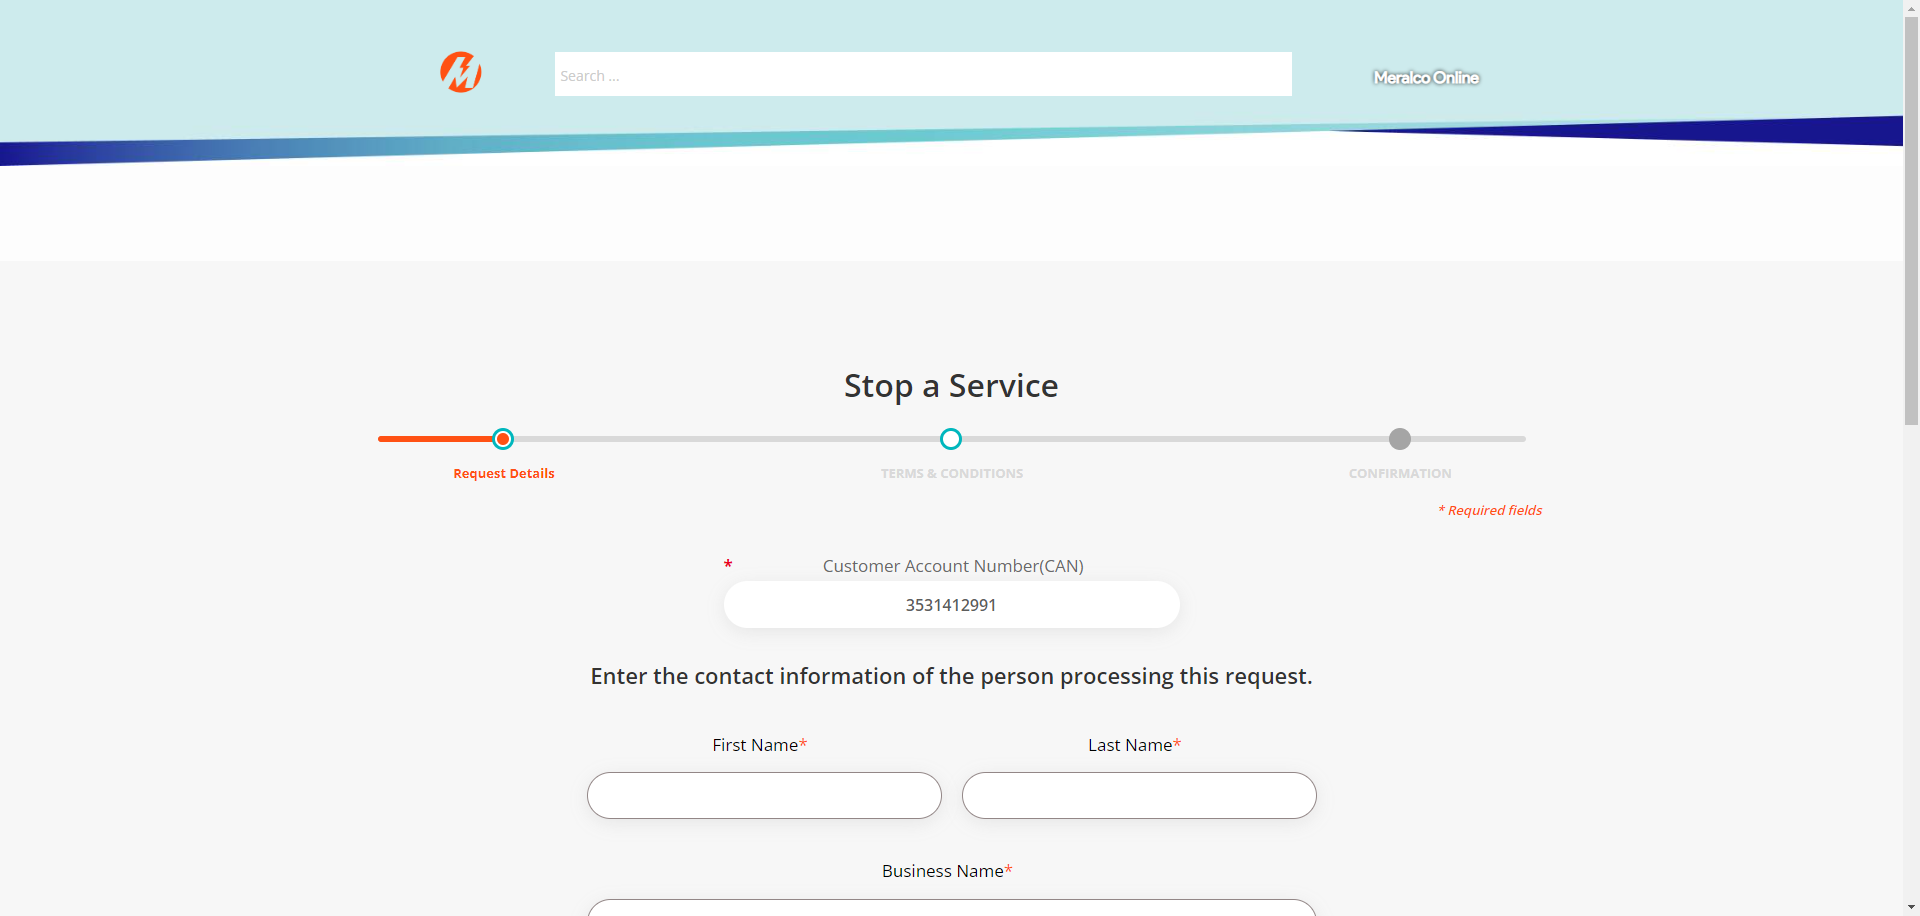 Search ...
Meralco Online
Stop a Service
Request Details
TERMS & CONDITIONS
CONFIRMATION
* Required fields
* Customer Account Number(CAN)
3531412991
Enter the contact information of the person processing this request.
First Name*
Last Name*
Business Name*